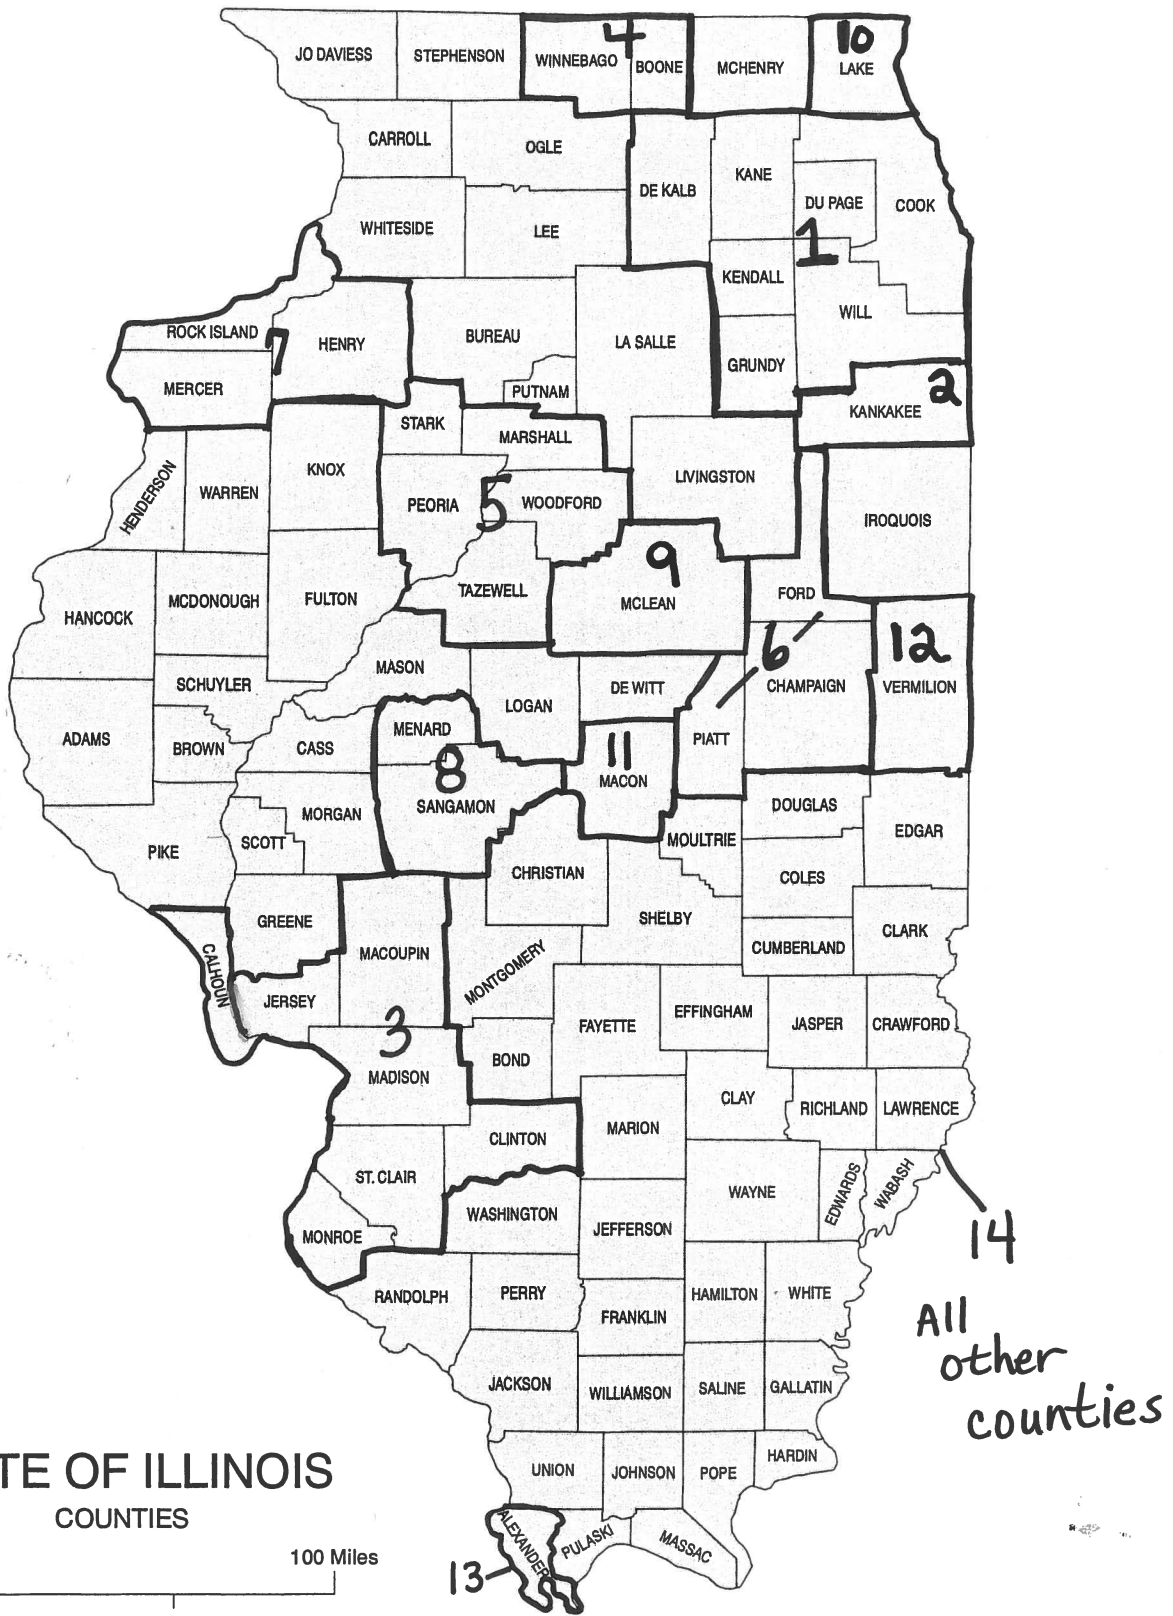 JO DAVIESS
STEPHENSON
WINNEBAGO
4
BOONE
MCHENRY
10
LAKE
CARROLL
OGLE
DE KALB
KANE
DU PAGE
COOK
WHITESIDE
LEE
1
KENDALL
WILL
ROCK ISLAND
7
HENRY
BUREAU
LA SALLE
GRUNDY
MERCER
PUTNAM
2
KANKAKEE
STARK
MARSHALL
HENDERSON
WARREN
KNOX
PEORIA
5
WOODFORD
LIVINGSTON
IROQUOIS
HANCOCK
MCDONOUGH
FULTON
TAZEWELL
9
MCLEAN
FORD
6
12
SCHUYLER
MASON
LOGAN
DE WITT
CHAMPAIGN
VERMILION
ADAMS
BROWN
CASS
MENARD
8
SANGAMON
11
MACON
PIATT
MORGAN
SCOTT
PIKE
CHRISTIAN
MOULTRIE
DOUGLAS
EDGAR
COLES
GREENE
MACOUPIN
MONTGOMERY
SHELBY
CUMBERLAND
CLARK
CALHOUN
JERSEY
3
MADISON
BOND
FAYETTE
EFFINGHAM
JASPER
CRAWFORD
CLAY
RICHLAND
LAWRENCE
CLINTON
MARION
ST. CLAIR
WAYNE
EDWARDS
WABASH
MONROE
WASHINGTON
JEFFERSON
14
RANDOLPH
PERRY
FRANKLIN
HAMILTON
WHITE
All
other
counties
JACKSON
WILLIAMSON
SALINE
GALLATIN
UNION
JOHNSON
POPE
HARDIN
ALEXANDER
PULASKI
MASSAC
13
TE OF ILLINOIS
COUNTIES
100 Miles